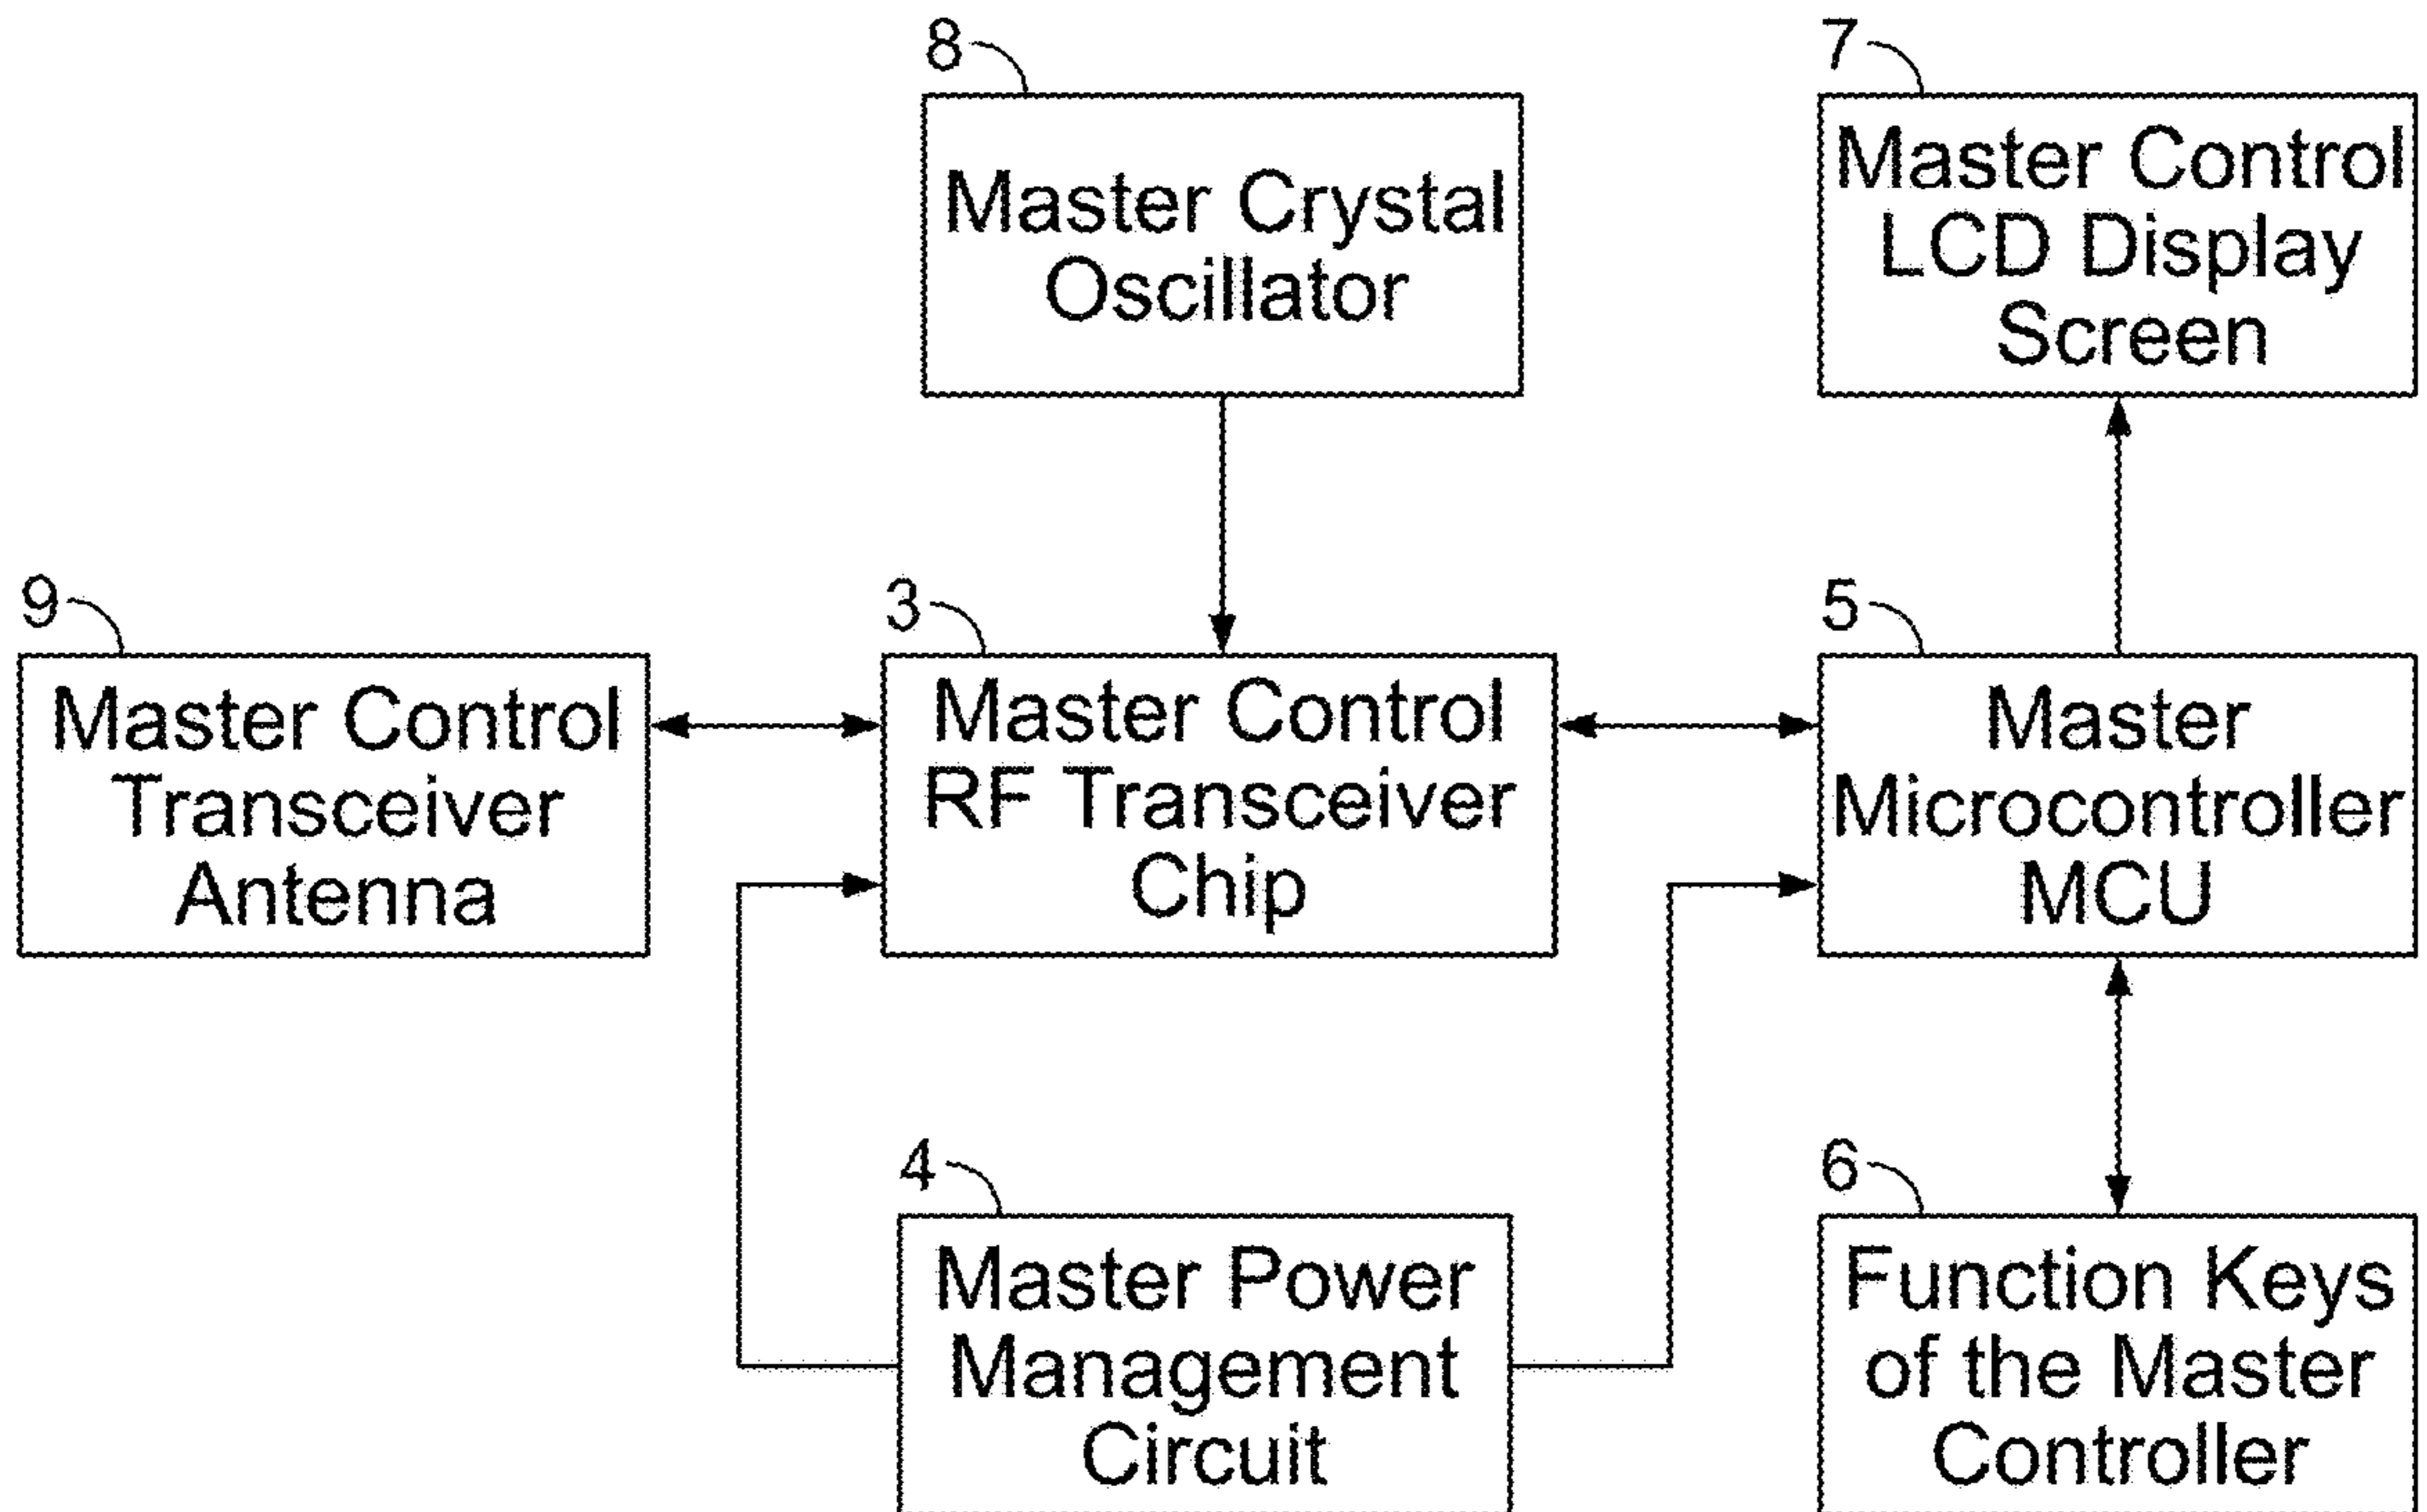 8
Master Crystal
Oscillator
7
Master Control
LCD Display
Screen
9
Master Control
Transceiver
Antenna
3
Master Control
RF Transceiver
Chip
5
Master
Microcontroller
MCU
4
Master Power
Management
Circuit
6
Function Keys
of the Master
Controller